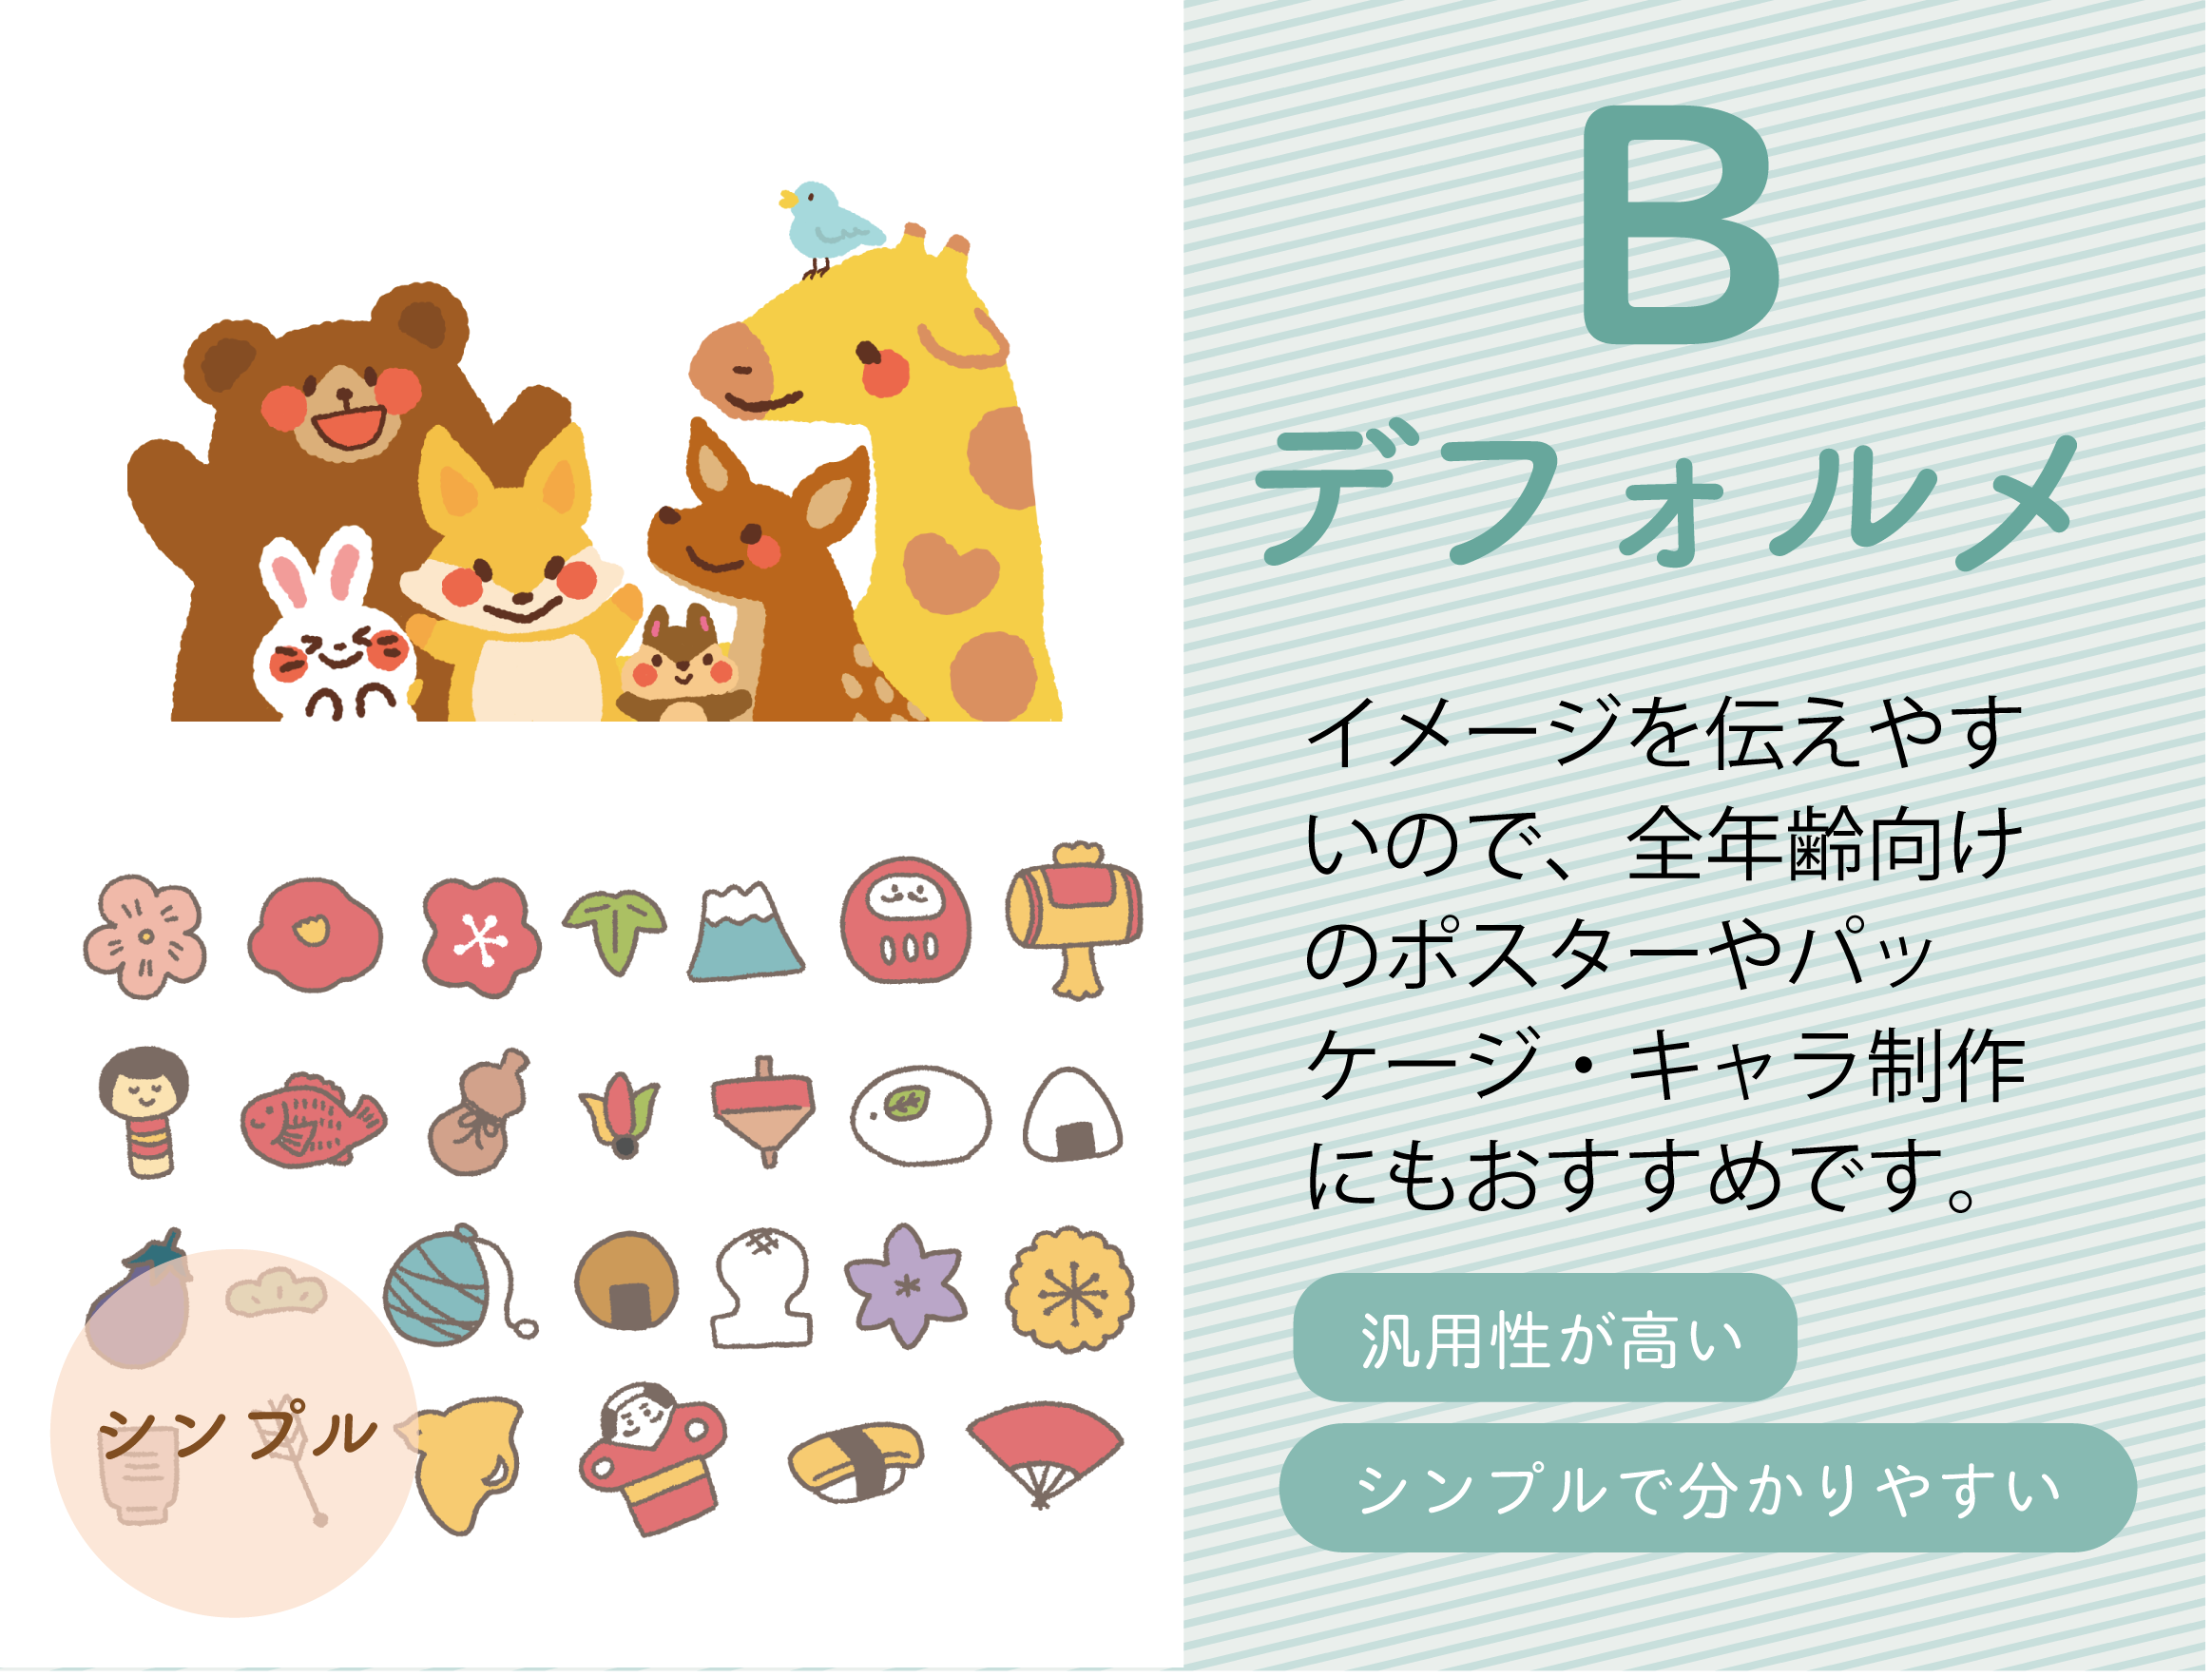 B
デフォルメ
イメージを伝えやす
いので、全年齢向け
のポスターやパッ
ケージ・キャラ制作
にもおすすめです。
汎用性が高い
シンプルで分かりやすい
シンプル